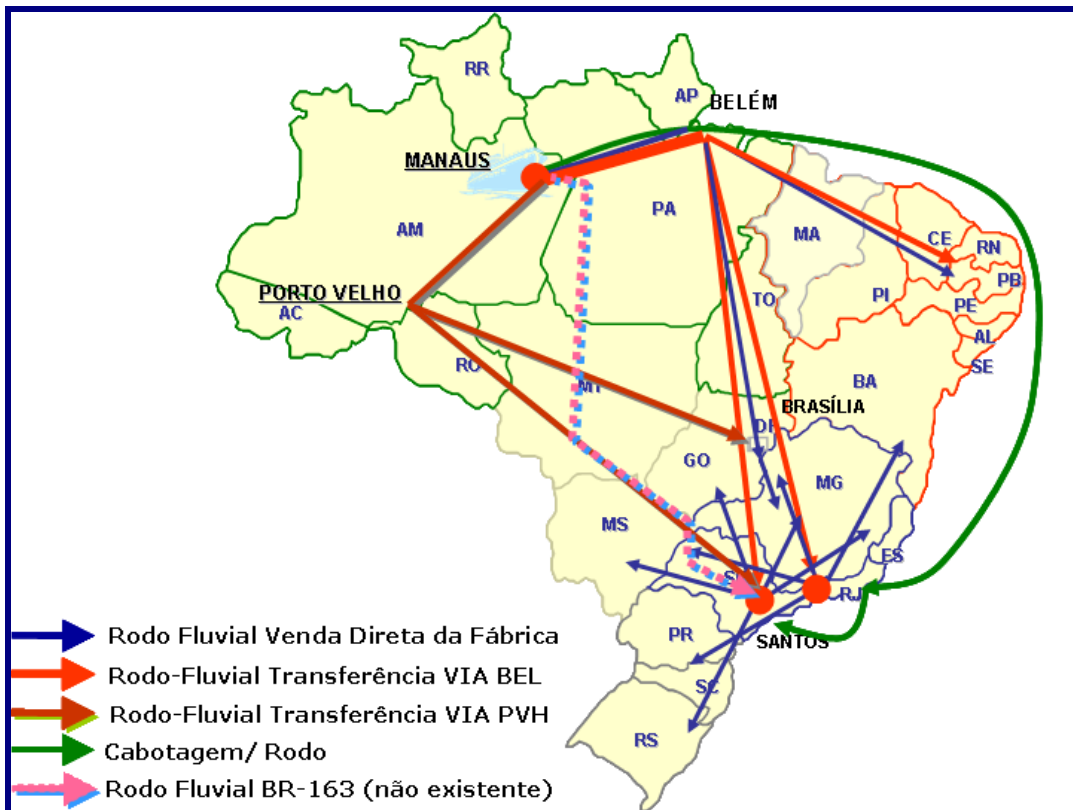 RR
AP
BELÉM
MANAUS
PA
AM
MA
CE
RN
PB
PORTO VELHO
AC
TO
PI
PE
AL
SE
RO
MT
BA
BRASÍLIA
DF
GO
MG
MS
ES
SP
RJ
PR
SANTOS
SC
RS
Rodo Fluvial Venda Direta da Fábrica
Rodo-Fluvial Transferência VIA BEL
Rodo-Fluvial Transferência VIA PVH
Cabotagem/ Rodo
Rodo Fluvial BR-163 (não existente)